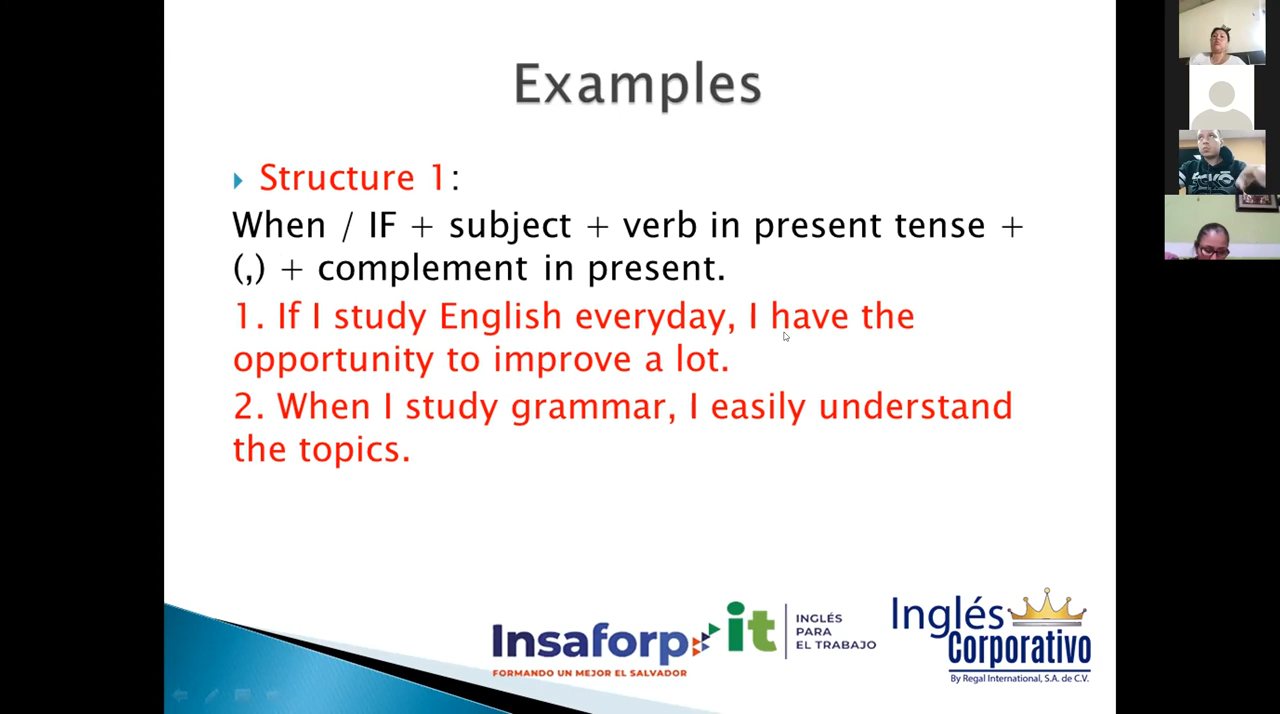 Examples
Structure 1:
When / IF + subject + verb in present tense +
(,) + complement in present.
1. If I study English everyday, I have the
opportunity to improve a lot.
2. When I study grammar, I easily understand
the topics.
Insaforp
FORMANDO UN MEJOR EL SALVADOR
it
INGLÉS
PARA
EL TRABAJO
Inglés
Corporativo
By Regal International, S.A. de C.V.